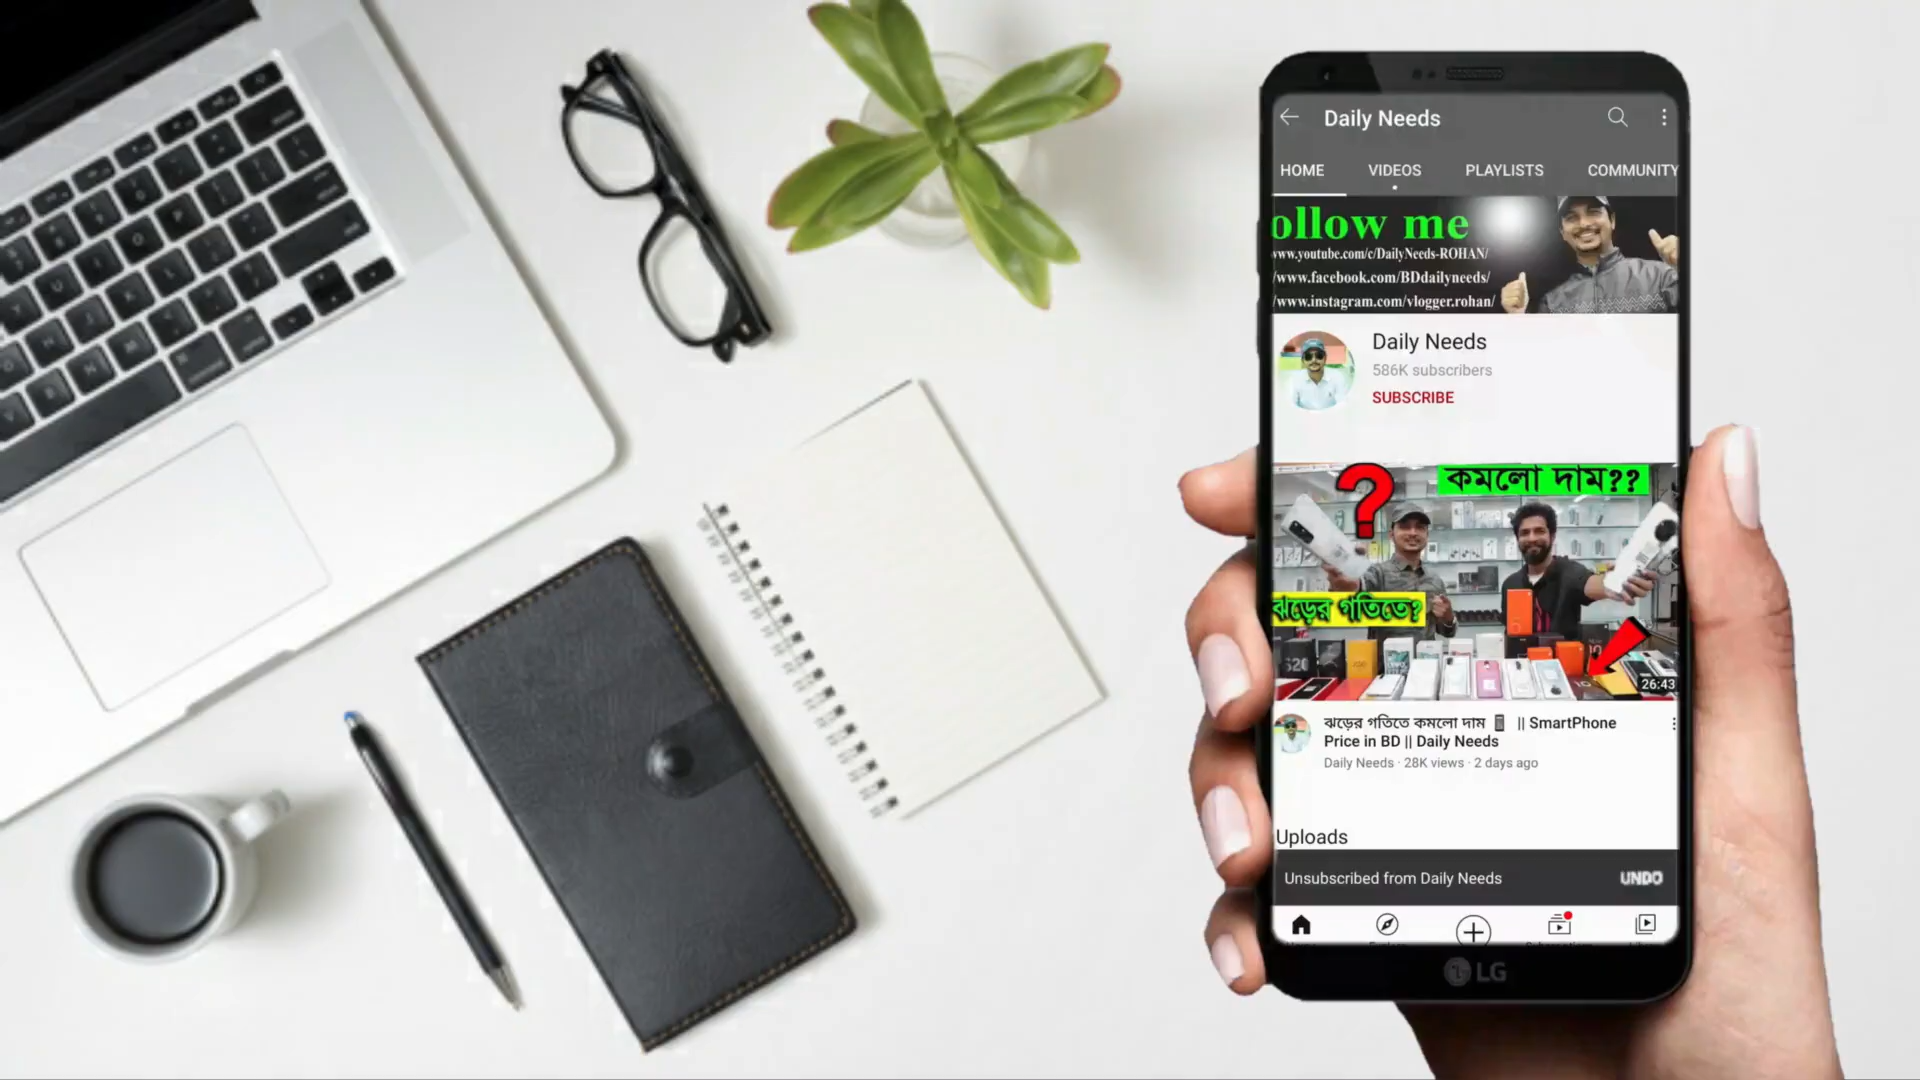 Daily Needs
HOME VIDEOS PLAYLISTS COMMUNITY
ollow me
www.youtube.com/c/DailyNeeds-ROHAN/
/www.facebook.com/BDdailyneeds/
/www.instagram.com/vlogger.rohan/
Daily Needs
586K subscribers
SUBSCRIBE
কমলো দাম??
?
ঝড়ের গতিতে?
S20
26:43
ঝড়ের গতিতে কমলো দাম 📱 || SmartPhone
Price in BD || Daily Needs
Daily Needs · 28K views · 2 days ago
Uploads
Unsubscribed from Daily Needs UNDO
LG